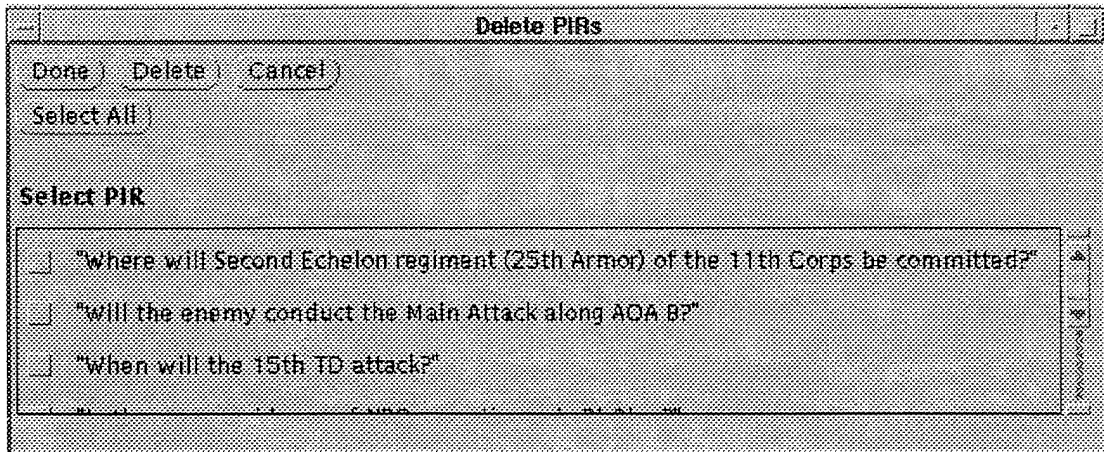 Delete PIRs
Done Delete Cancel
Select All
Select PIR
"Where will Second Echelon regiment (25th Armor) of the 11th Corps be committed?"
"Will the enemy conduct the Main Attack along AOA B?"
"When will the 15th TD attack?"